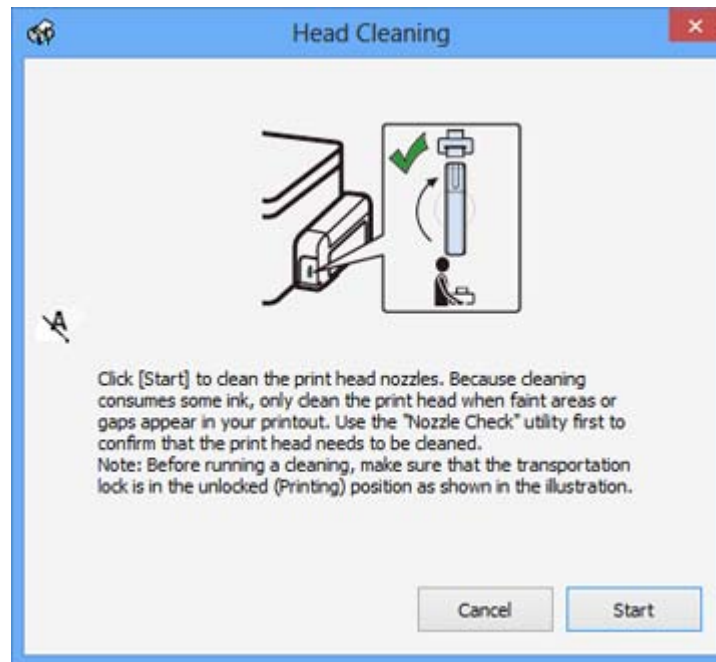 Head Cleaning
A
Click [Start] to clean the print head nozzles. Because cleaning
consumes some ink, only clean the print head when faint areas or
gaps appear in your printout. Use the "Nozzle Check" utility first to
confirm that the print head needs to be cleaned.
Note: Before running a cleaning, make sure that the transportation
lock is in the unlocked (Printing) position as shown in the illustration.
Cancel
Start